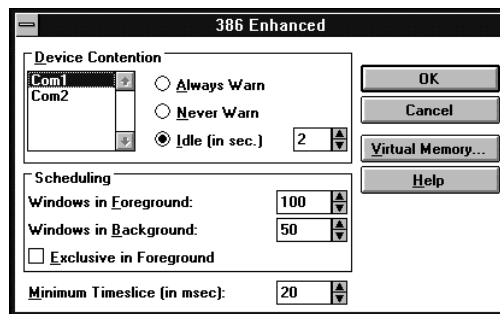 386 Enhanced
Device Contention
Com1
Com2
Always Warn
Never Warn
Idle (in sec.) 2
OK
Cancel
Virtual Memory...
Help
Scheduling
Windows in Foreground: 100
Windows in Background: 50
Exclusive in Foreground
Minimum Timeslice (in msec): 20